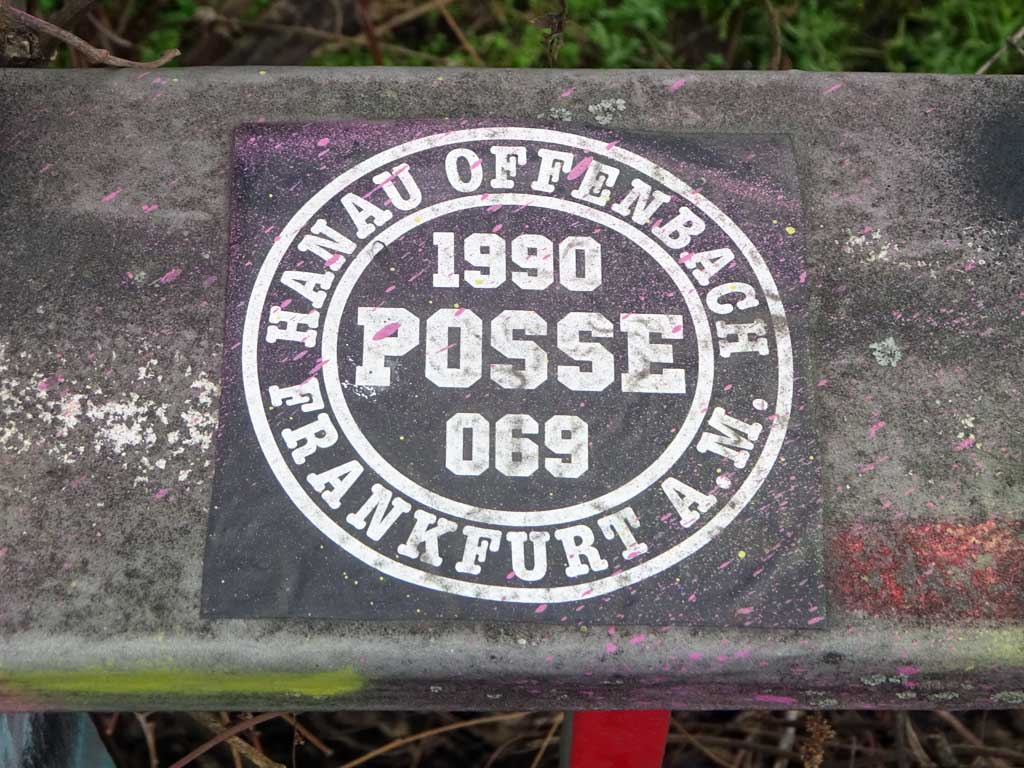 HANAU OFFENBACH
1990
POSSE
069
FRANKFURT A.M.